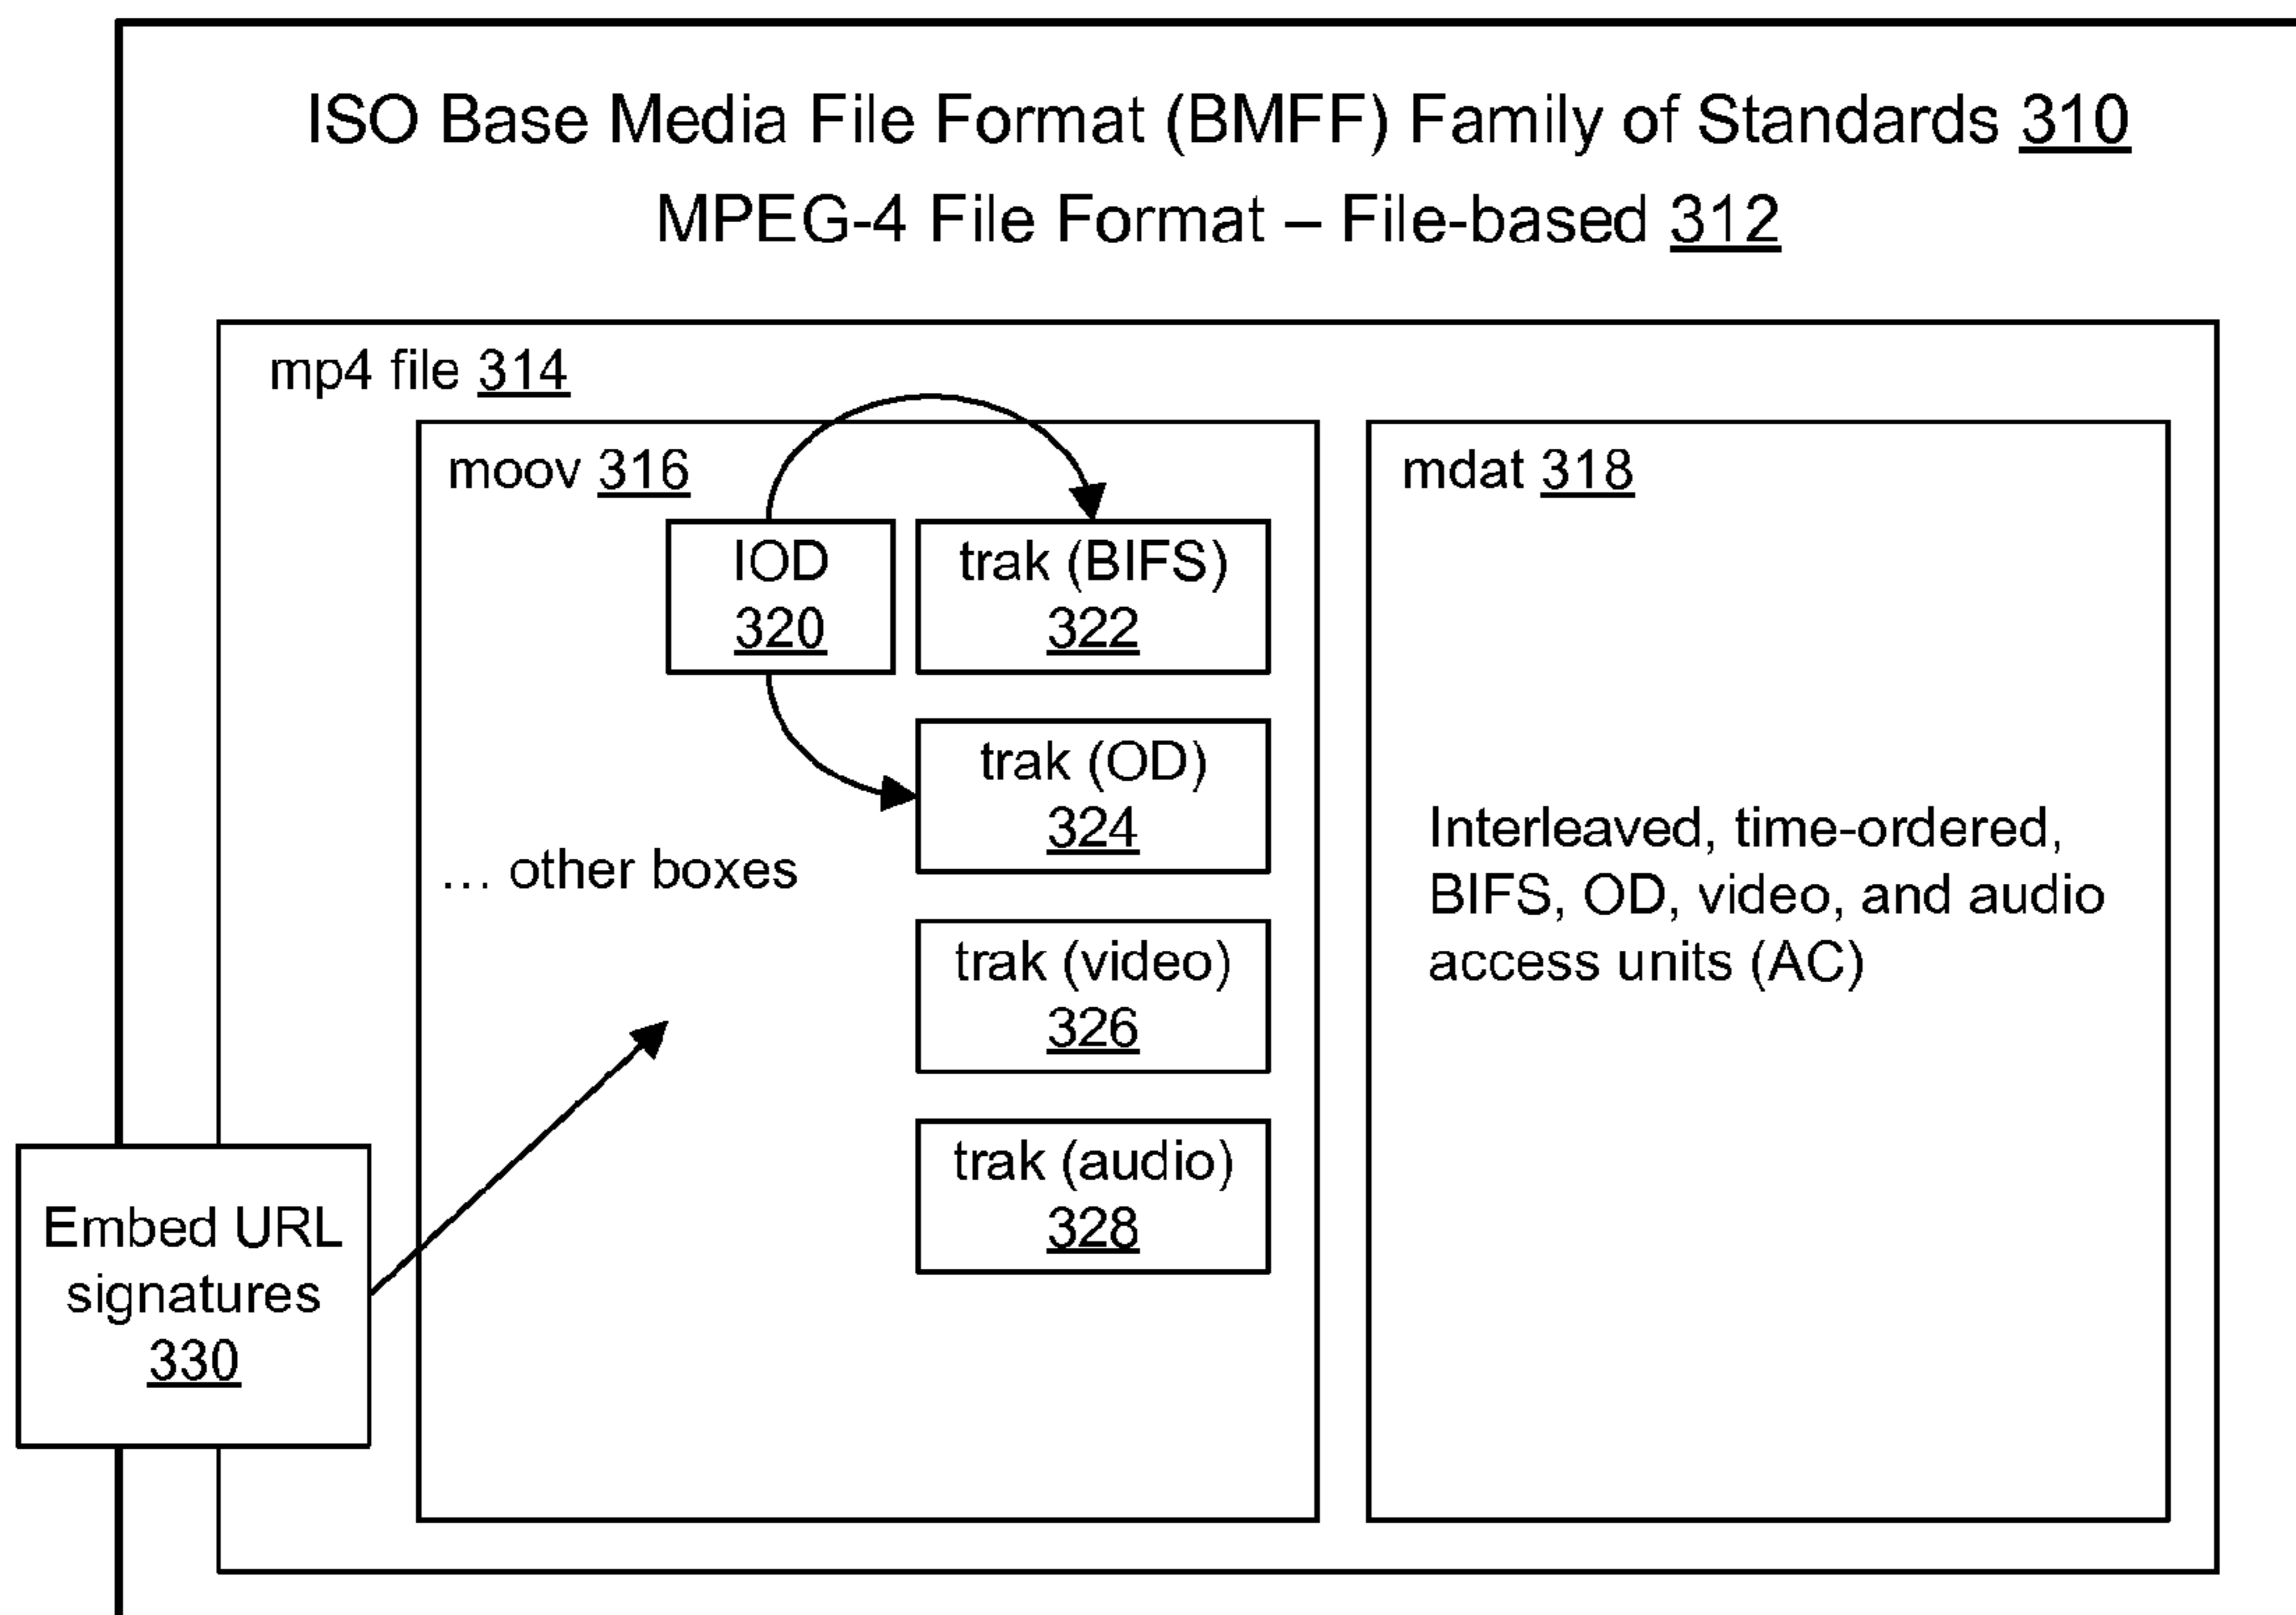 ISO Base Media File Format (BMFF) Family of Standards 310
MPEG-4 File Format – File-based 312
mp4 file 314
moov 316
IOD
320
trak (BIFS)
322
trak (OD)
324
... other boxes
trak (video)
326
trak (audio)
328
Embed URL
signatures
330
mdat 318
Interleaved, time-ordered,
BIFS, OD, video, and audio
access units (AC)